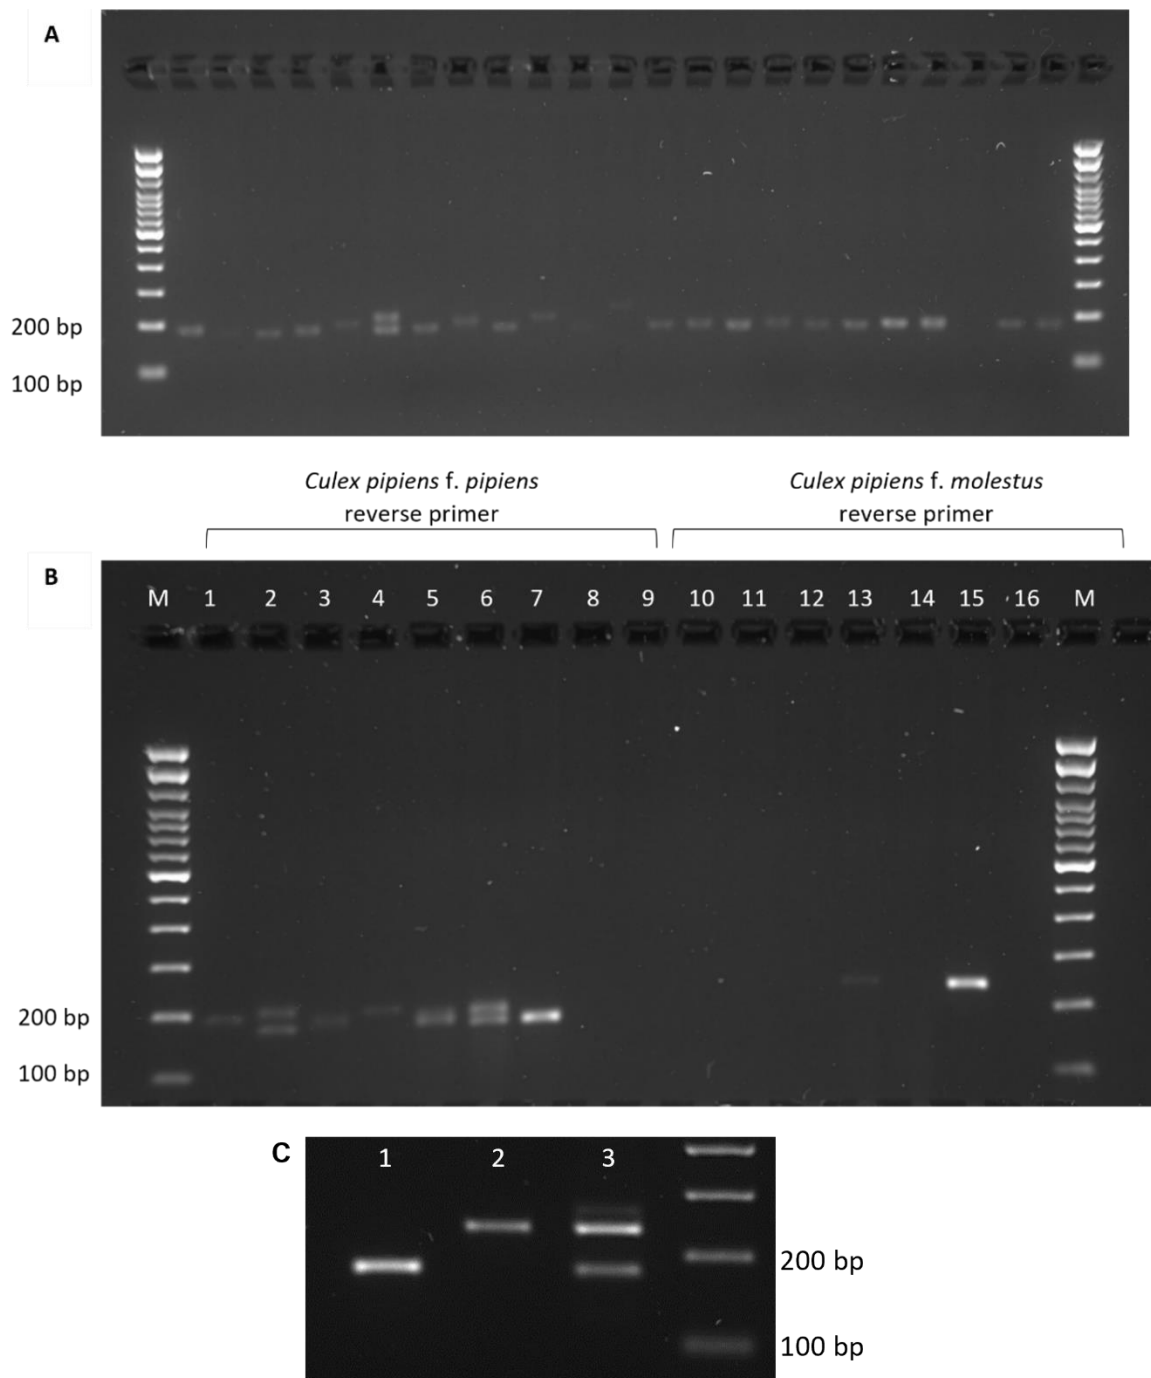 A
200 bp
100 bp
Culex pipiens f. pipiens
reverse primer
Culex pipiens f. molestus
reverse primer
B
M 1 2 3 4 5 6 7 8 9 10 11 12 13 14 15 16 M
200 bp
100 bp
C
1 2 3
200 bp
100 bp